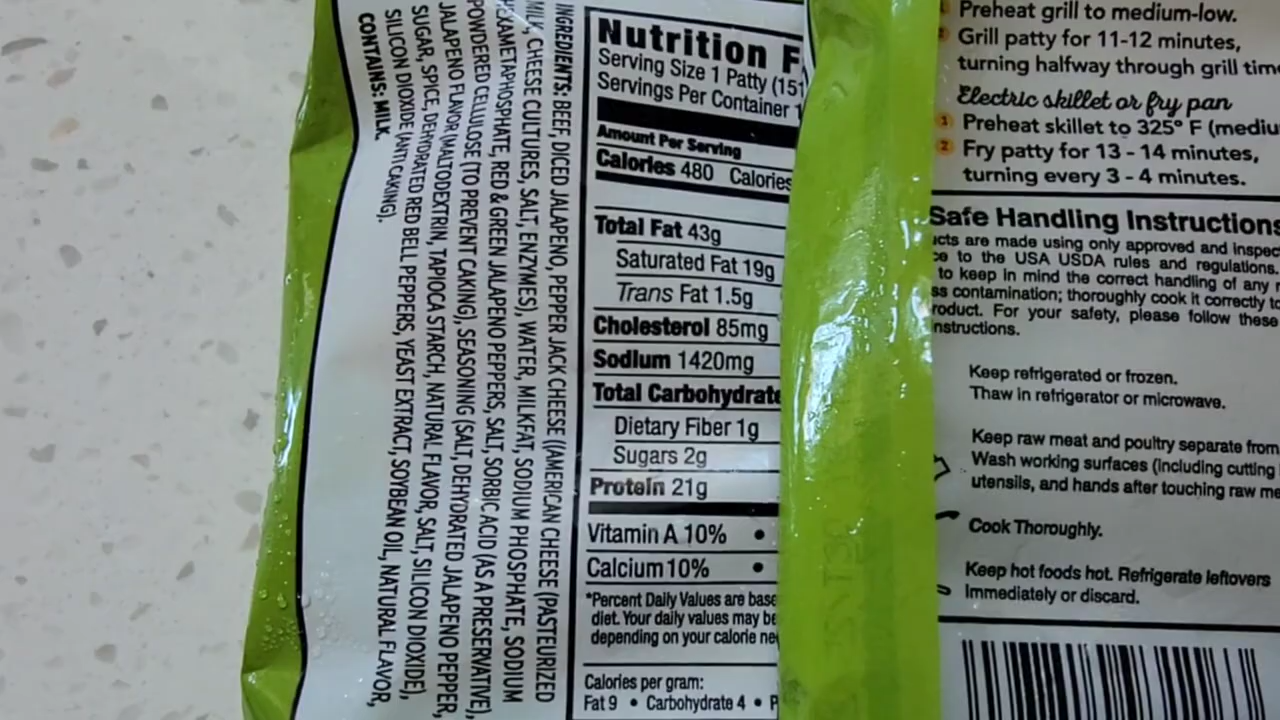 INGREDIENTS: BEEF, DICED JALAPENO, PEPPER JACK CHEESE ((AMERICAN CHEESE (PASTEURIZED
MILK, CHEESE CULTURES, SALT, ENZYMES), WATER, MILKFAT, SODIUM PHOSPHATE, SODIUM
HEXAMETAPHOSPHATE, RED & GREEN JALAPENO PEPPERS, SALT, SORBIC ACID (AS A PRESERVATIVE),
POWDERED CELLULOSE (TO PREVENT CAKING), SEASONING (SALT, DEHYDRATED JALAPENO PEPPER,
JALAPENO FLAVOR (MALTODEXTRIN, TAPIOCA STARCH, NATURAL FLAVOR, SALT, SILICON DIOXIDE),
SUGAR, SPICE, DEHYDRATED RED BELL PEPPERS, YEAST EXTRACT, SOYBEAN OIL, NATURAL FLAVOR,
SILICON DIOXIDE (ANTI CAKING).
CONTAINS: MILK.
Nutrition F
Serving Size 1 Patty (151
Servings Per Container 1
Amount Per Serving
Calories 480 Calories
Total Fat 43g
Saturated Fat 19g
Trans Fat 1.5g
Cholesterol 85mg
Sodium 1420mg
Total Carbohydrate
Dietary Fiber 1g
Sugars 2g
Protein 21g
Vitamin A 10% •
Calcium 10% •
*Percent Daily Values are base
diet. Your daily values may be
depending on your calorie ne
Calories per gram:
Fat 9 • Carbohydrate 4 • P
Preheat grill to medium-low.
Grill patty for 11-12 minutes,
turning halfway through grill time
Electric skillet or fry pan
1 Preheat skillet to 325° F (mediu
2 Fry patty for 13 - 14 minutes,
turning every 3 - 4 minutes.
Safe Handling Instructions
ucts are made using only approved and inspec
ce to the USA USDA rules and regulations.
to keep in mind the correct handling of any
ss contamination; thoroughly cook it correctly to
roduct. For your safety, please follow these
nstructions.
Keep refrigerated or frozen.
Thaw in refrigerator or microwave.
Keep raw meat and poultry separate from
Wash working surfaces (including cutting
utensils, and hands after touching raw me
Cook Thoroughly.
Keep hot foods hot. Refrigerate leftovers
Immediately or discard.